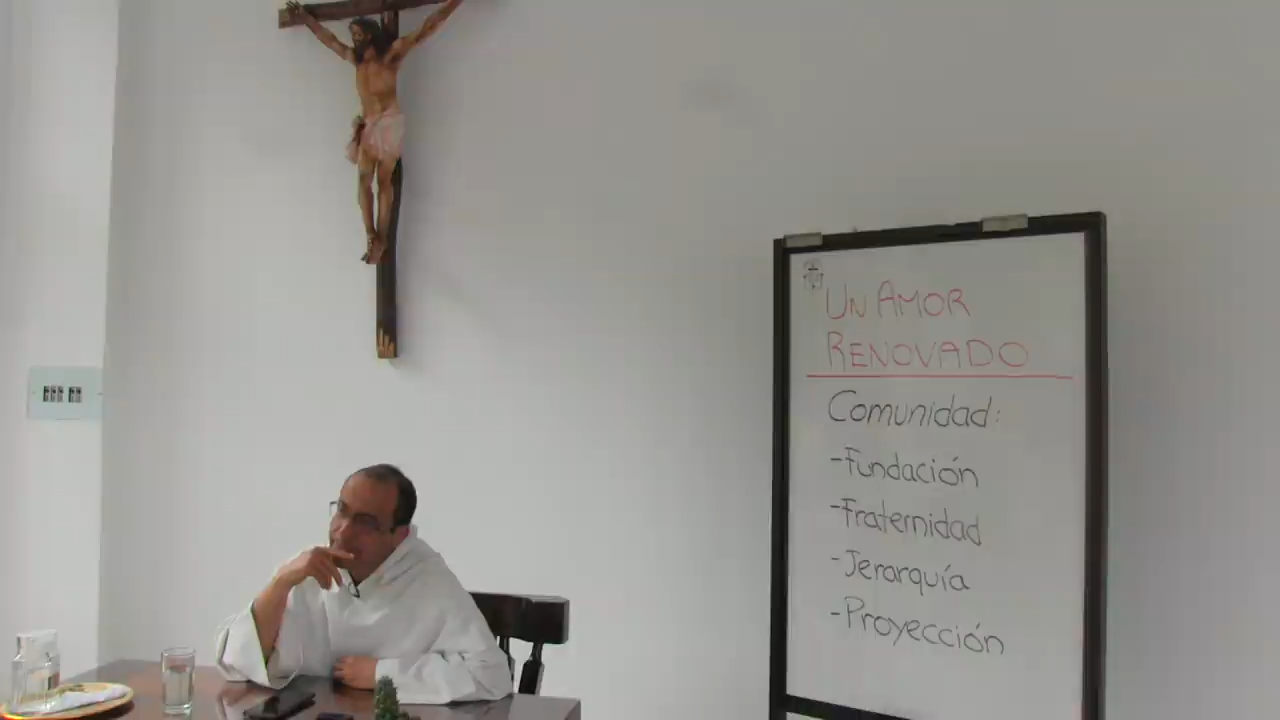 UN AMOR
RENOVADO
Comunidad:
-Fundación
-Fraternidad
-Jerarquía
-Proyección